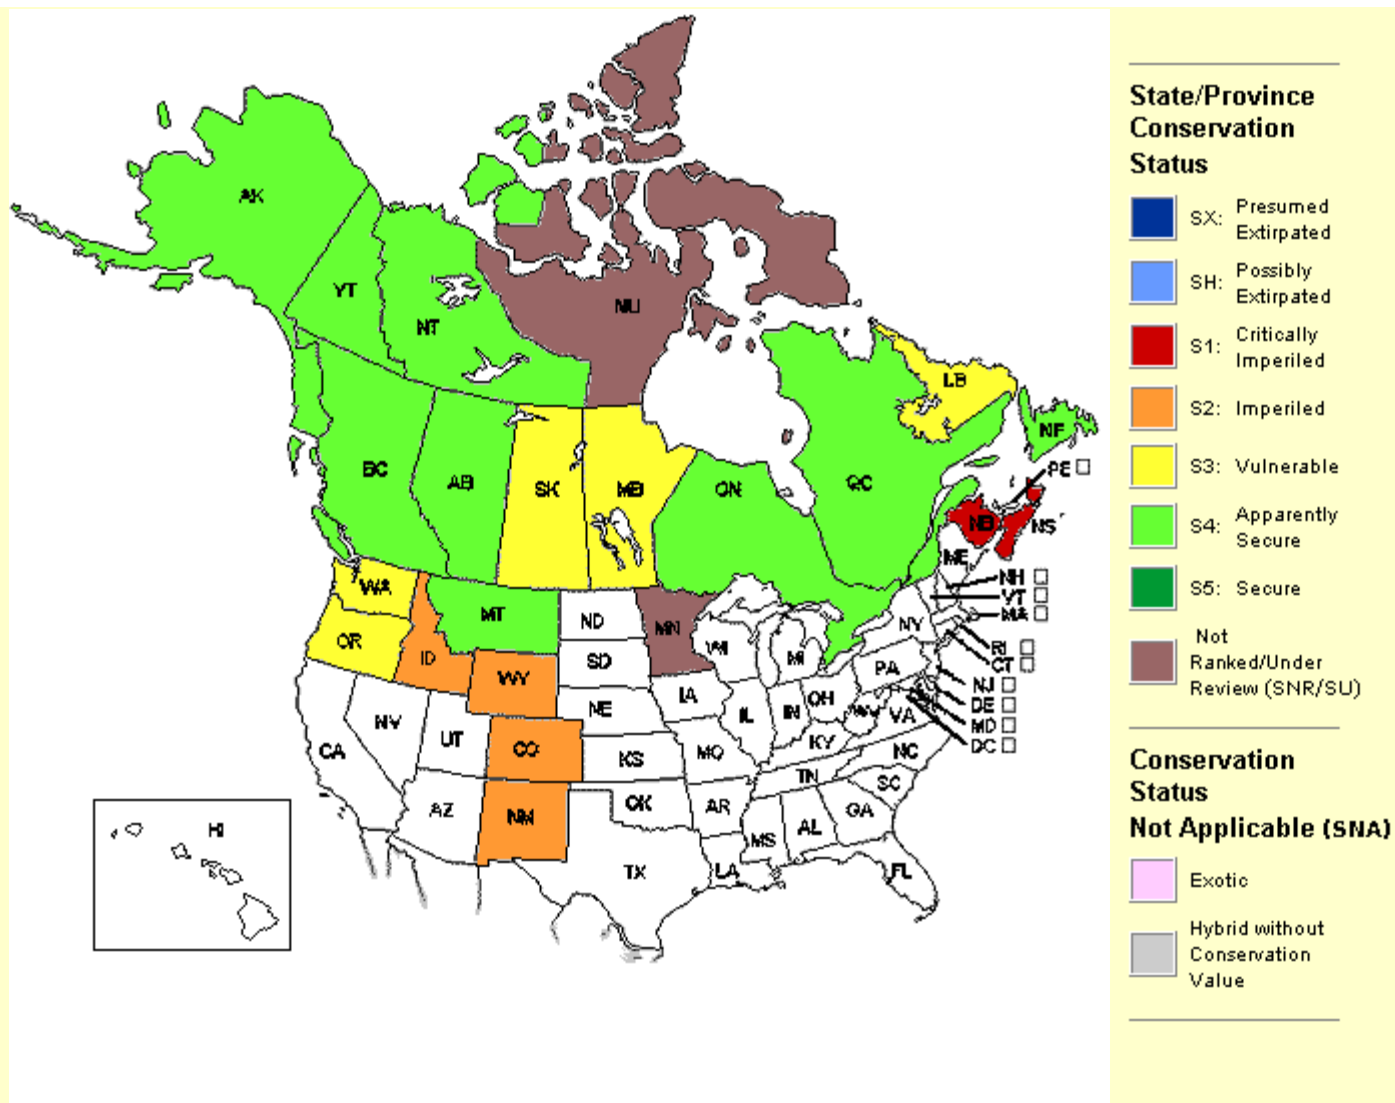 AK
YT
NT
NU
BC
AB
SK
MB
ON
QC
LB
NF
PE
NB
NS
ME
NH
VT
MA
RI
CT
NJ
DE
MD
DC
WA
OR
ID
MT
WY
ND
SD
NE
KS
OK
TX
MN
IA
MO
AR
LA
WI
MI
IL
IN
OH
KY
TN
MS
AL
GA
FL
SC
NC
VA
WV
PA
NY
CA
NV
UT
AZ
CO
NM
HI
State/Province
Conservation
Status
SX: Presumed
Extirpated
SH: Possibly
Extirpated
S1: Critically
Imperiled
S2: Imperiled
S3: Vulnerable
S4: Apparently
Secure
S5: Secure
Not
Ranked/Under
Review (SNR/SU)
Conservation
Status
Not Applicable (SNA)
Exotic
Hybrid without
Conservation
Value